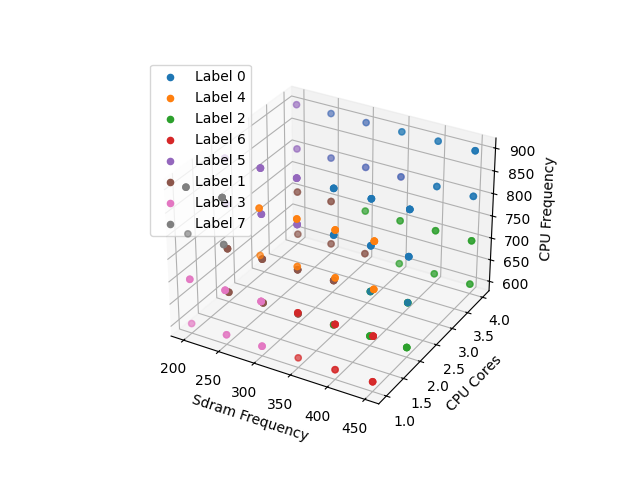 Label 0
Label 4
Label 2
Label 6
Label 5
Label 1
Label 3
Label 7
900
850
800
750
700
650
600
CPU Frequency
4.0
3.5
3.0
2.5
2.0
1.5
1.0
CPU Cores
200
250
300
350
400
450
Sdram Frequency